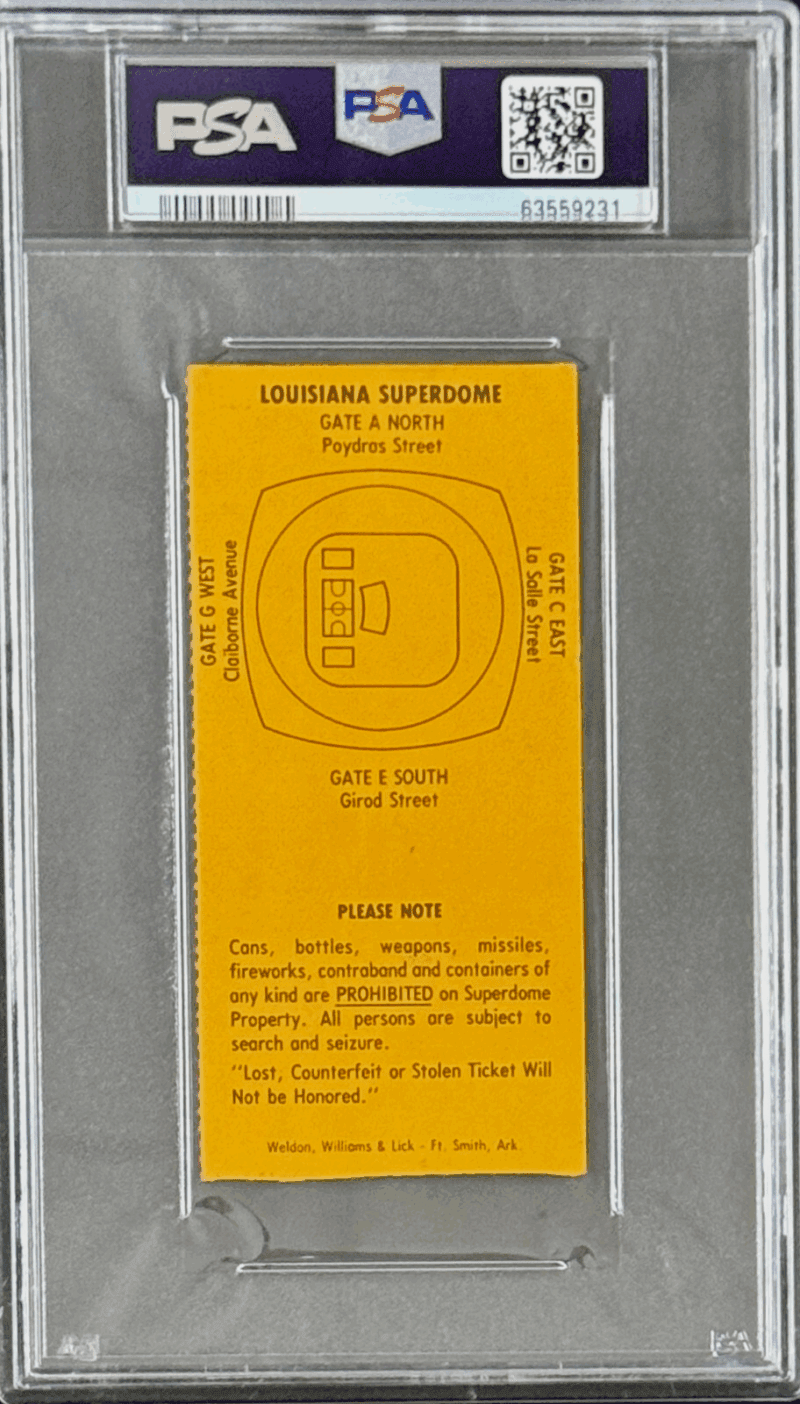 PSA
PSA
63559231
LOUISIANA SUPERDOME
GATE A NORTH
Poydras Street
GATE G WEST
Claiborne Avenue
GATE C EAST
La Salle Street
GATE E SOUTH
Girod Street
PLEASE NOTE
Cans, bottles, weapons, missiles,
fireworks, contraband and containers of
any kind are PROHIBITED on Superdome
Property. All persons are subject to
search and seizure.
"Lost, Counterfeit or Stolen Ticket Will
Not be Honored."
Weldon, Williams & Lick - Ft. Smith, Ark.